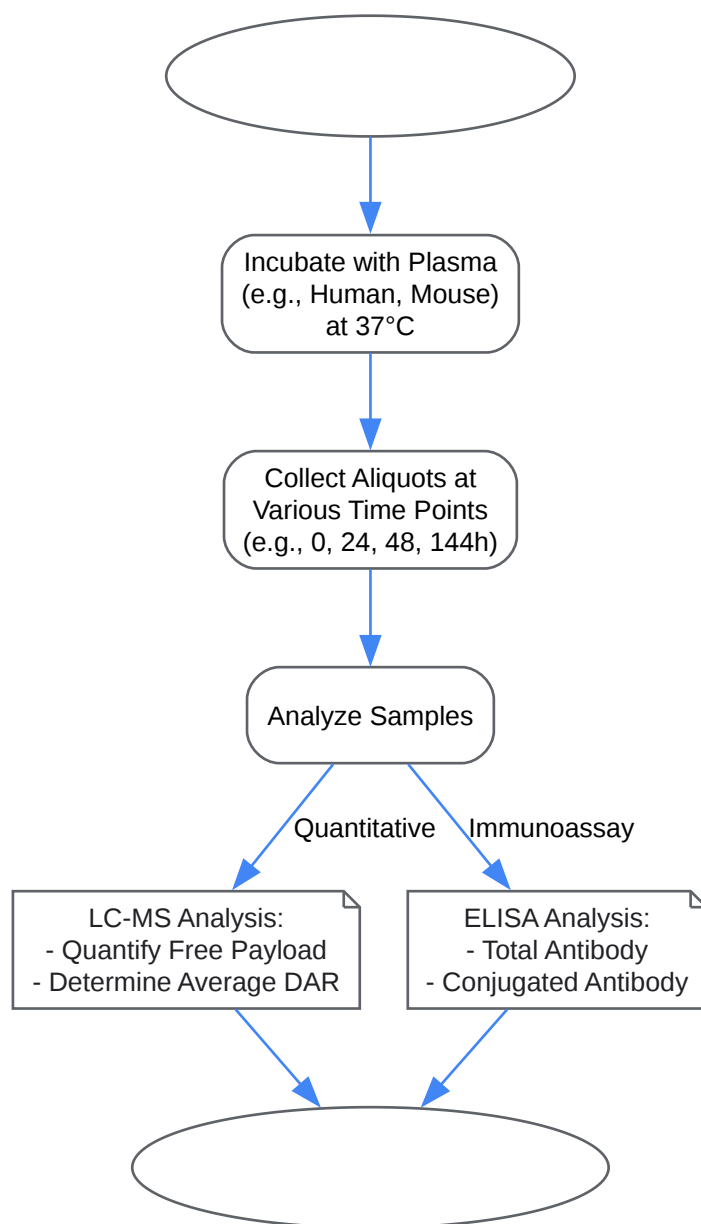 Incubate with Plasma
(e.g., Human, Mouse)
at 37°C
Collect Aliquots at
Various Time Points
(e.g., 0, 24, 48, 144h)
Analyze Samples
Quantitative
Immunoassay
LC-MS Analysis:
- Quantify Free Payload
- Determine Average DAR
ELISA Analysis:
- Total Antibody
- Conjugated Antibody